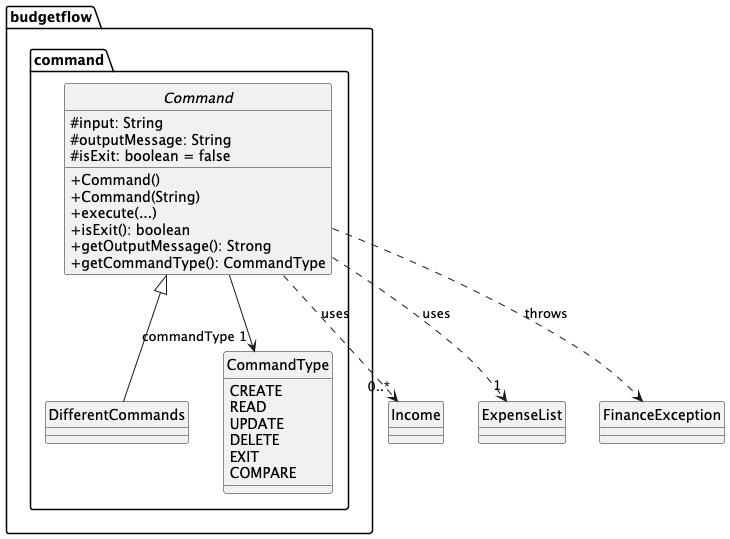 budgetflow
command
Command
#input: String
#outputMessage: String
#isExit: boolean = false
+Command()
+Command(String)
+execute(...)
+isExit(): boolean
+getOutputMessage(): Strong
+getCommandType(): CommandType
uses
uses
throws
commandType 1
0..*
1
CommandType
CREATE
READ
UPDATE
DELETE
EXIT
COMPARE
DifferentCommands
Income
ExpenseList
FinanceException